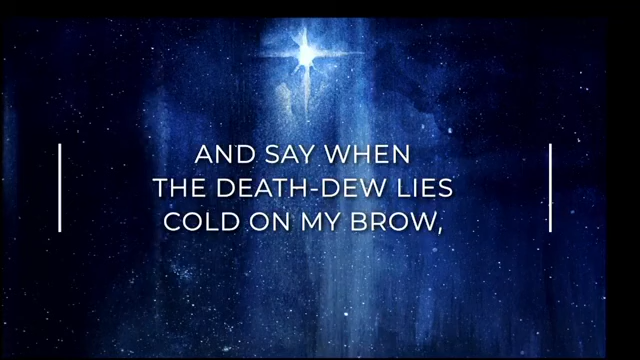 AND SAY WHEN
THE DEATH-DEW LIES
COLD ON MY BROW,